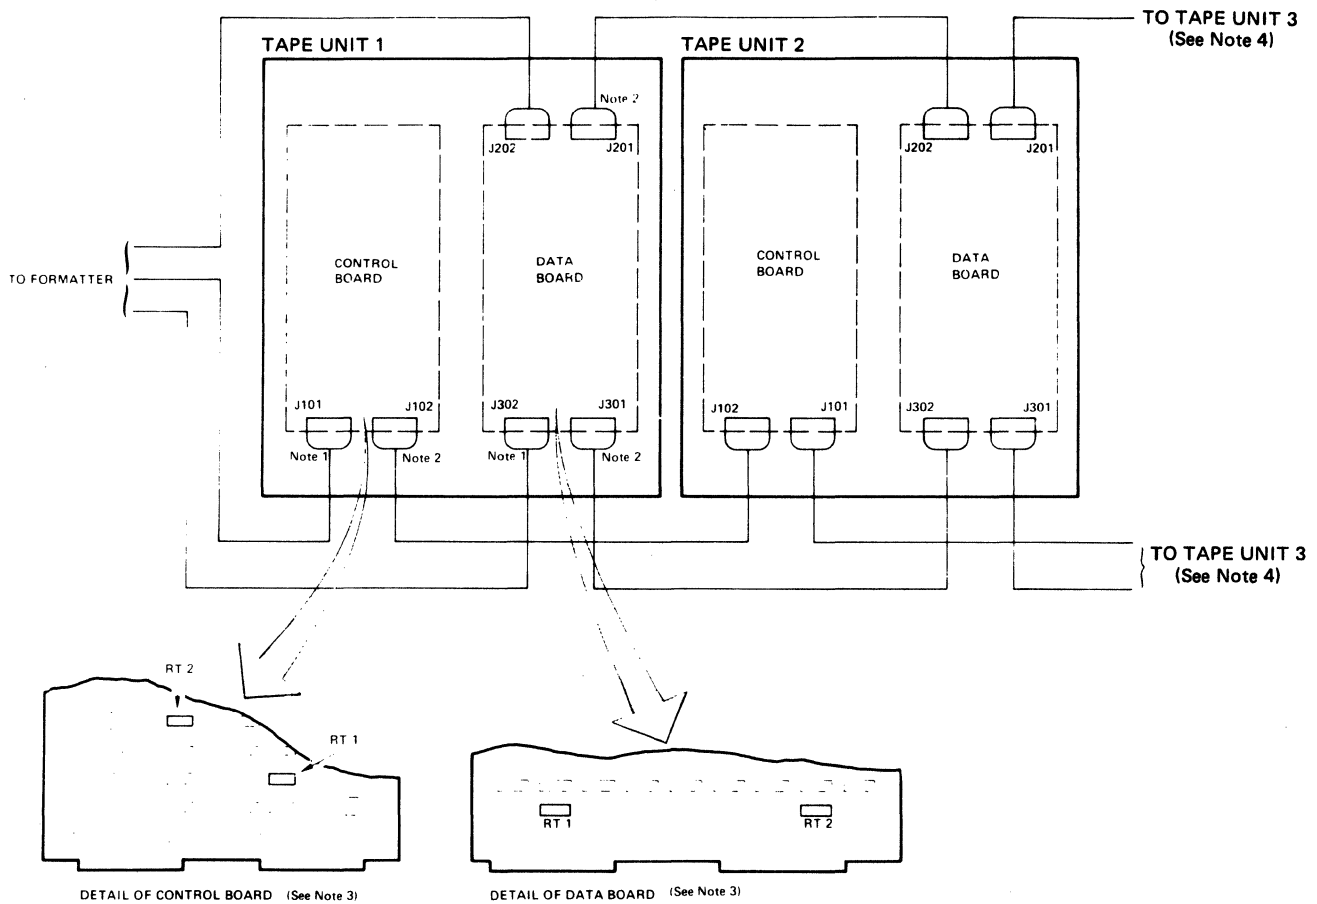 TO TAPE UNIT 3
(See Note 4)
TAPE UNIT 1
TAPE UNIT 2
Note 2
J202
J201
J202
J201
CONTROL
BOARD
DATA
BOARD
CONTROL
BOARD
DATA
BOARD
TO FORMATTER
J101
J102
J302
J301
J102
J101
J302
J301
Note 1
Note 2
Note 1
Note 2
TO TAPE UNIT 3
(See Note 4)
RT 2
RT 1
RT 1
RT 2
DETAIL OF CONTROL BOARD (See Note 3)
DETAIL OF DATA BOARD (See Note 3)